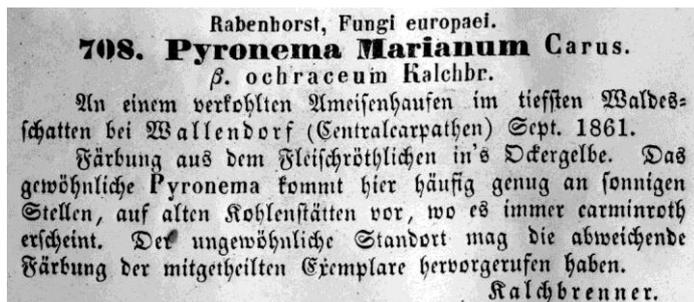 Rabenhorst, Fungi europaei.
708. Pyronema Marianum Carus.
β. ochraceum Kalchbr.
An einem verkohlten Ameisenhaufen im tiefsten Waldes=
schatten bei Wallendorf (Centralcarpathen) Sept. 1861.
Färbung aus dem Fleischröthlichen in's Ockergelbe. Das
gewöhnliche Pyronema kommt hier häufig genug an sonnigen
Stellen, auf alten Kohlenstätten vor, wo es immer carminroth
erscheint. Der ungewöhnliche Standort mag die abweichende
Färbung der mitgetheilten Exemplare hervorgerufen haben.
Kalchbrenner.